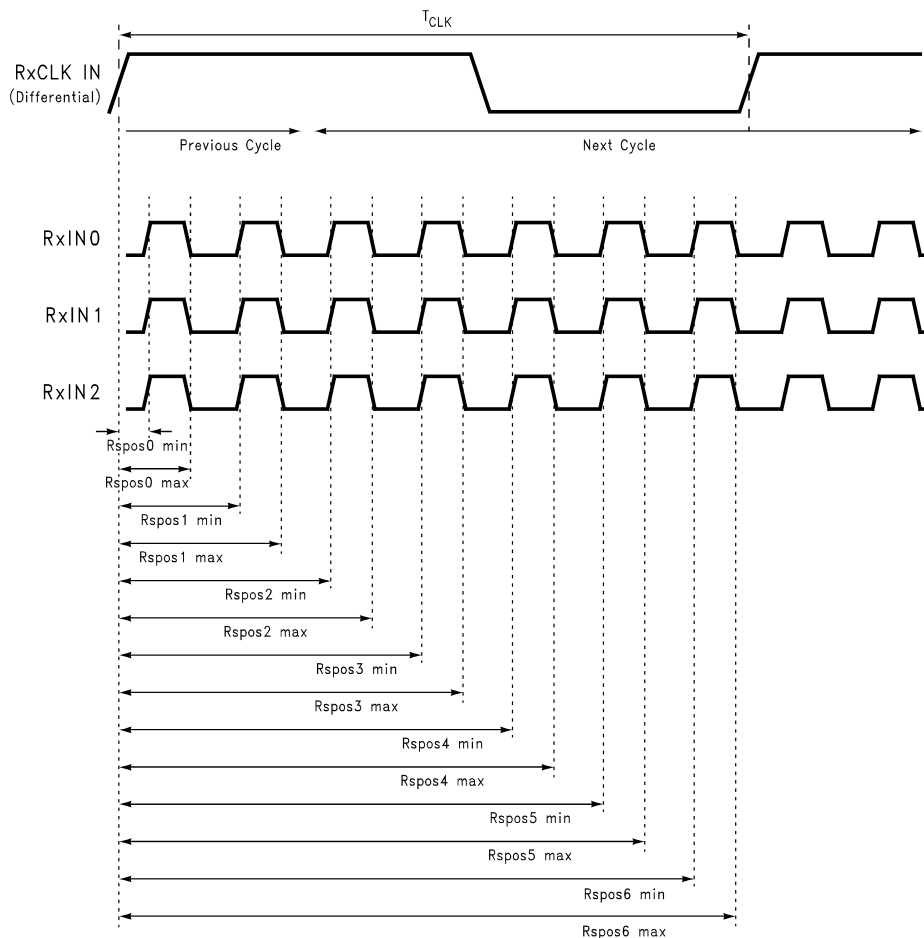 T_CLK
RxCLK IN
(Differential)
Previous Cycle
Next Cycle
RxIN0
RxIN1
RxIN2
Rspos0 min
Rspos0 max
Rspos1 min
Rspos1 max
Rspos2 min
Rspos2 max
Rspos3 min
Rspos3 max
Rspos4 min
Rspos4 max
Rspos5 min
Rspos5 max
Rspos6 min
Rspos6 max